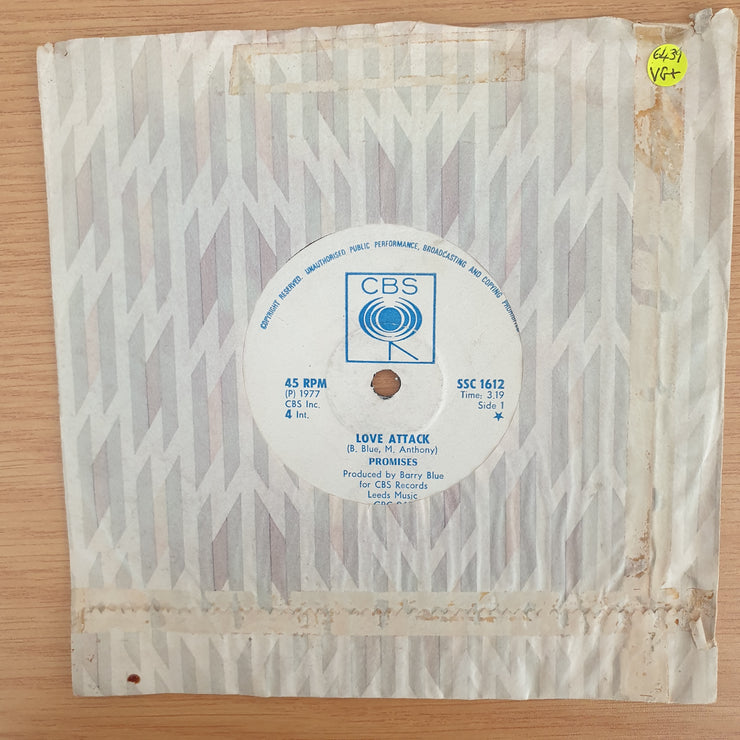 6439
VG+
COPYRIGHT RESERVED. UNAUTHORISED PUBLIC PERFORMANCE, BROADCASTING AND COPYING
CBS
45 RPM
(P) 1977
CBS Inc.
4 Int.
SSC 1612
Time: 3.19
Side 1
★
LOVE ATTACK
(B. Blue, M. Anthony)
PROMISES
Produced by Barry Blue
for CBS Records
Leeds Music